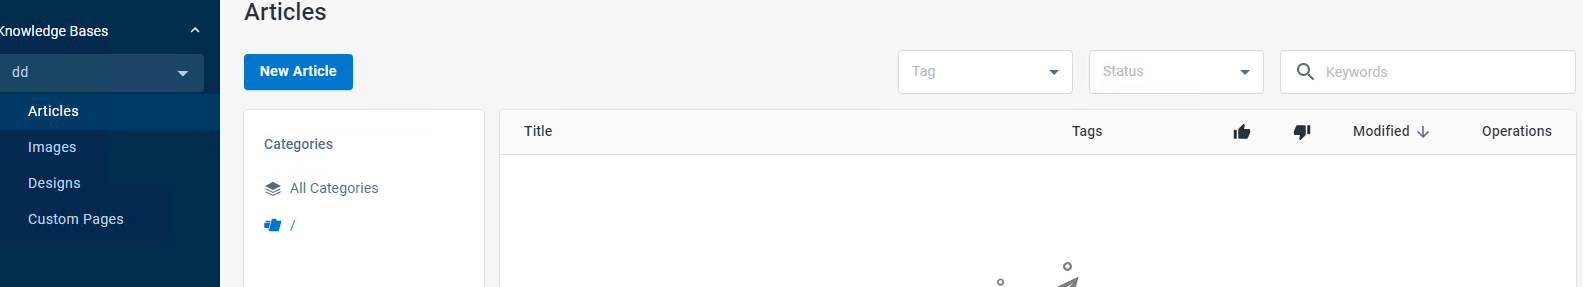 Articles
Knowledge Bases
dd
New Article
Tag
Status
Keywords
Articles
Images
Designs
Custom Pages
Categories
All Categories
/
Title
Tags
Modified
Operations